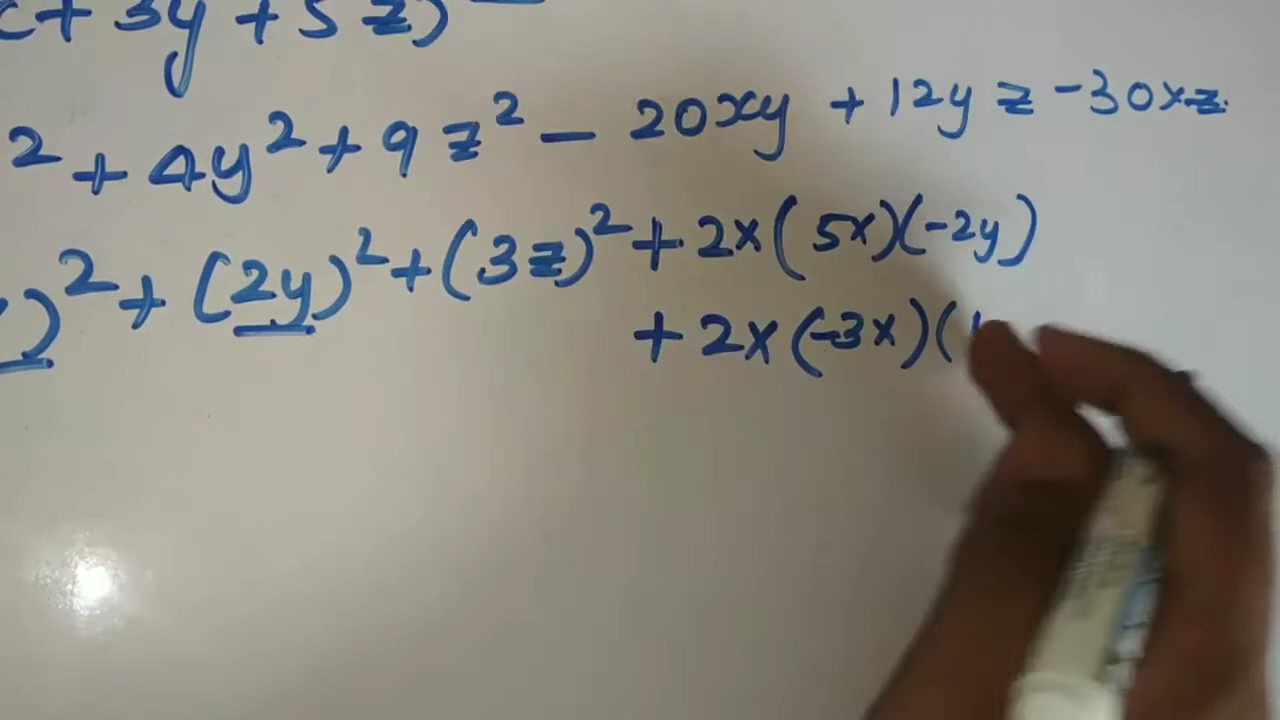 + 3y + 5z)
² + 4y² + 9z² - 20xy + 12yz - 30xz
)² + (2y)² + (3z)² + 2x(5x)(-2y)
+ 2x(-3x)(